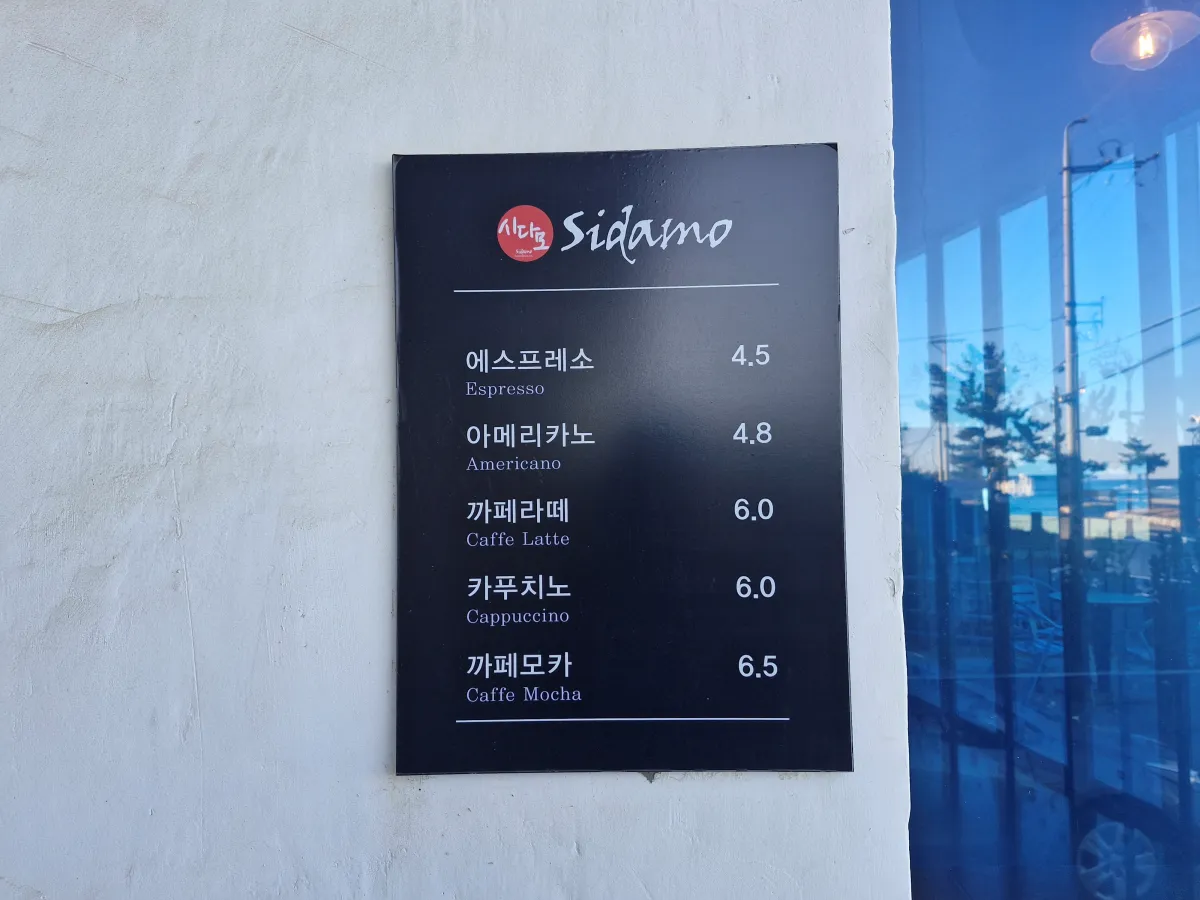 시다모
Sidamo
에스프레소 4.5
Espresso
아메리카노 4.8
Americano
까페라떼 6.0
Caffe Latte
카푸치노 6.0
Cappuccino
까페모카 6.5
Caffe Mocha